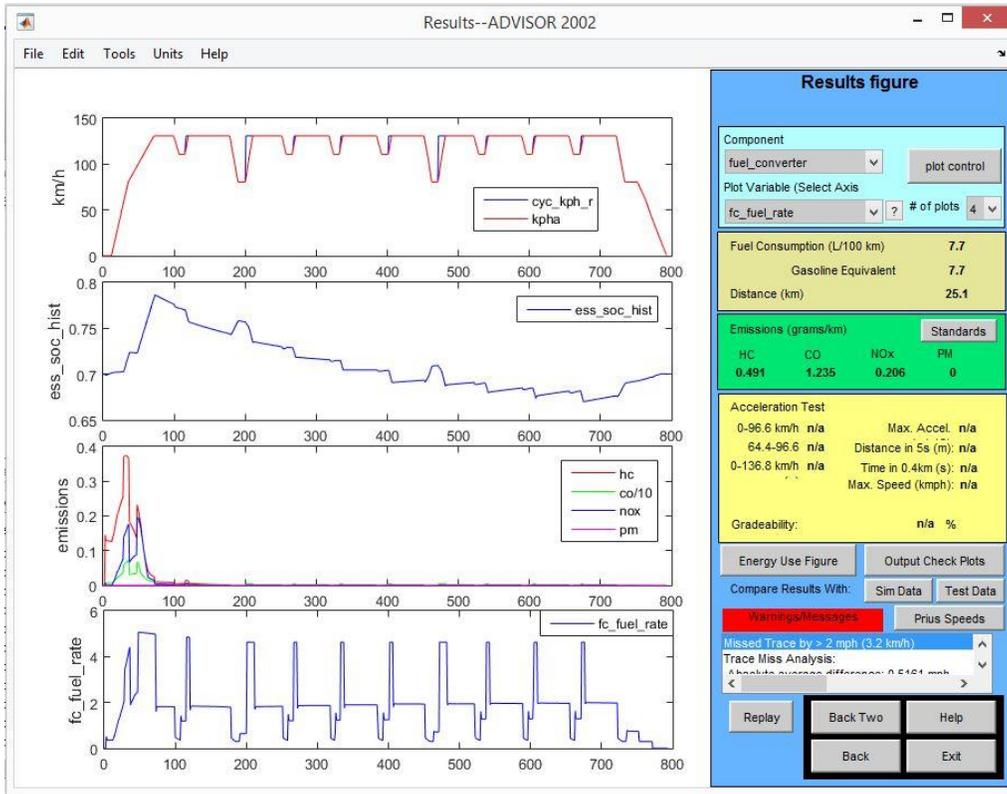 Results--ADVISOR 2002
File Edit Tools Units Help
150
100
50
0
km/h
cyc_kph_r
kpha
0 100 200 300 400 500 600 700 800
0.8
0.75
0.7
0.65
ess_soc_hist
ess_soc_hist
0 100 200 300 400 500 600 700 800
0.4
0.3
0.2
0.1
0
emissions
hc
co/10
nox
pm
0 100 200 300 400 500 600 700 800
6
4
2
0
fc_fuel_rate
fc_fuel_rate
0 100 200 300 400 500 600 700 800
Results figure
Component
fuel_converter
plot control
Plot Variable (Select Axis
fc_fuel_rate ? # of plots 4
Fuel Consumption (L/100 km) 7.7
Gasoline Equivalent 7.7
Distance (km) 25.1
Emissions (grams/km) Standards
HC CO NOx PM
0.491 1.235 0.206 0
Acceleration Test
0-96.6 km/h n/a Max. Accel. n/a
64.4-96.6 n/a Distance in 5s (m): n/a
0-136.8 km/h n/a Time in 0.4km (s): n/a
Max. Speed (kmph): n/a
Gradeability: n/a %
Energy Use Figure Output Check Plots
Compare Results With: Sim Data Test Data
Warnings/Messages Prius Speeds
Missed Trace by > 2 mph (3.2 km/h)
Trace Miss Analysis:
Absolute average difference: 0.5161 mph
Replay Back Two Help
Back Exit